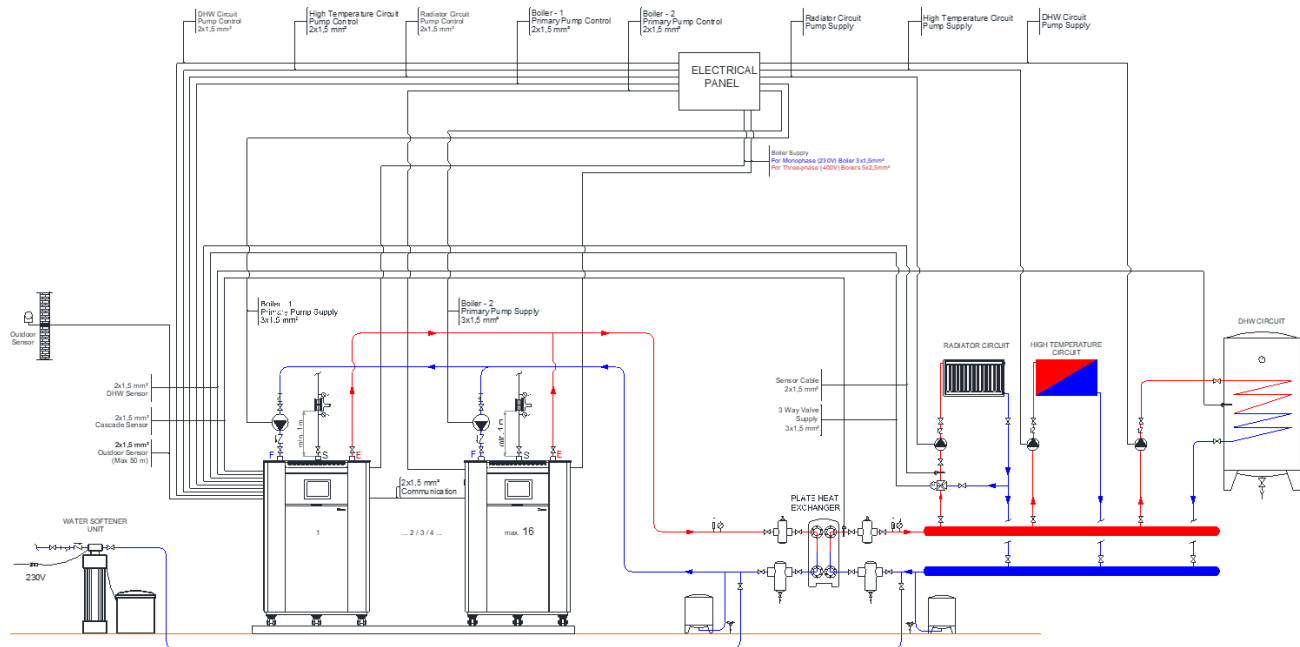 DHW Circuit
Pump Control
2x1,5 mm²
High Temperature Circuit
Pump Control
2x1,5 mm²
Radiator Circuit
Pump Control
2x1,5 mm²
Boiler - 1
Primary Pump Control
2x1,5 mm²
Boiler - 2
Primary Pump Control
2x1,5 mm²
Radiator Circuit
Pump Supply
High Temperature Circuit
Pump Supply
DHW Circuit
Pump Supply
ELECTRICAL
PANEL
Boiler Supply
For Monophase (230V) Boiler 3x1,5mm²
For Three-phase (400V) Boilers 5x2,5mm²
Outdoor
Sensor
Boiler - 1
Primary Pump Supply
3x1,5 mm²
Boiler - 2
Primary Pump Supply
3x1,5 mm²
DHW CIRCUIT
RADIATOR CIRCUIT
HIGH TEMPERATURE
CIRCUIT
2x1,5 mm²
DHW Sensor
2x1,5 mm²
Cascade Sensor
2x1,5 mm²
Outdoor Sensor
(Max 50 m)
Sensor Cable
2x1,5 mm²
3 Way Valve
Supply
3x1,5 mm²
min. 1m
min. 1m
F
S
E
F
S
E
2x1,5 mm²
Communication
PLATE HEAT
EXCHANGER
WATER SOFTENER
UNIT
230V
1
... 2 / 3 / 4 ...
max. 16